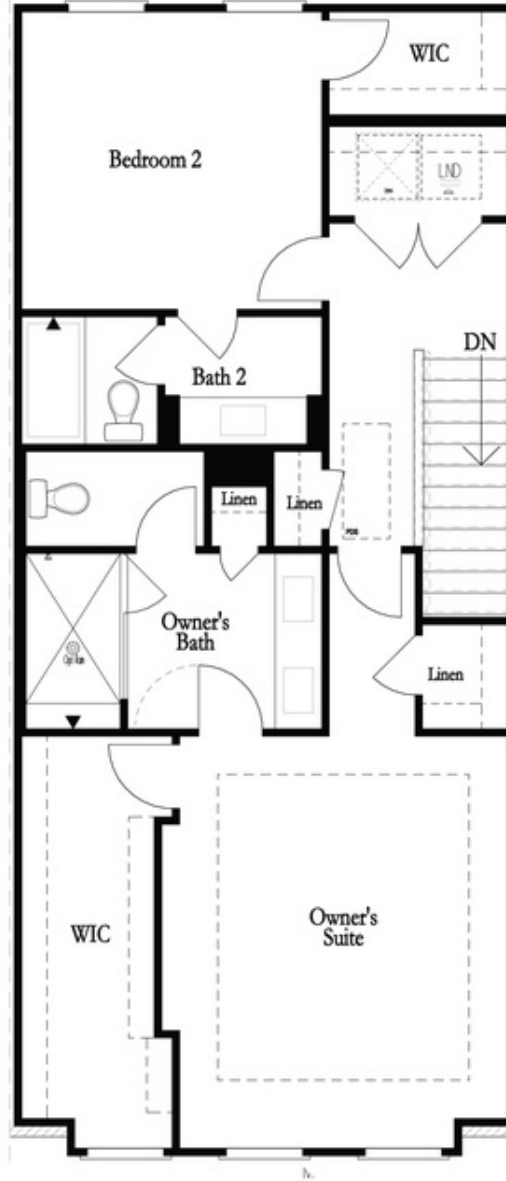 WIC
Bedroom 2
LND
DN
Bath 2
Linen
Linen
Owner's
Bath
Linen
Owner's
Suite
WIC